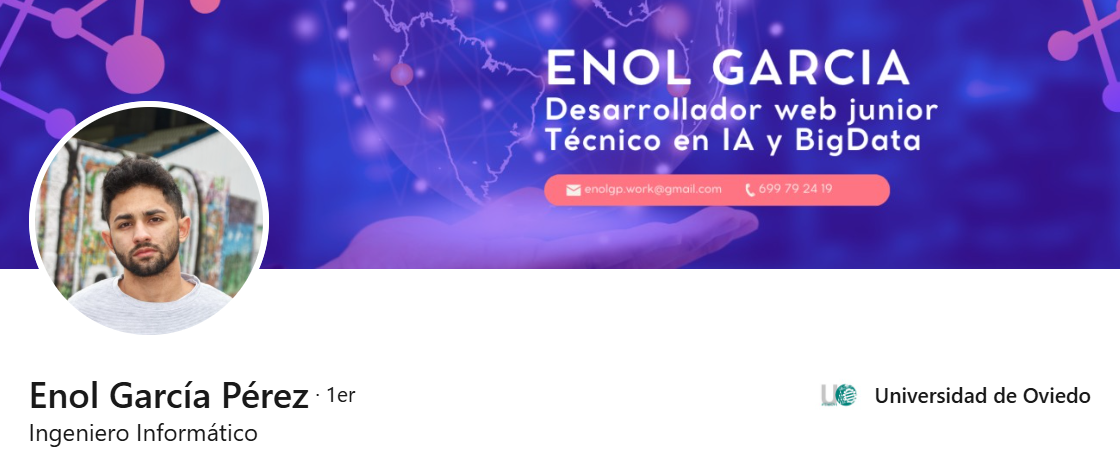 ENOL GARCIA
Desarrollador web junior
Técnico en IA y BigData
enolgp.work@gmail.com 699 79 24 19
Enol García Pérez · 1er
Universidad de Oviedo
Ingeniero Informático